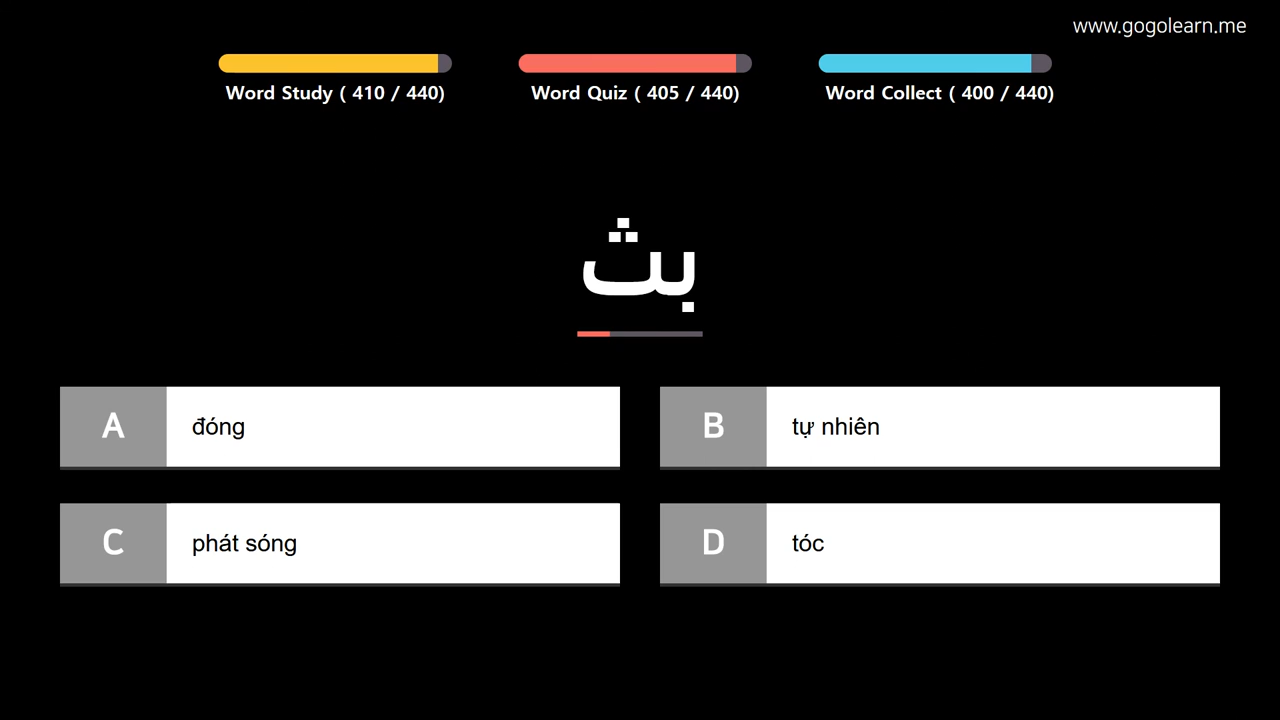 www.gogolearn.me
Word Study ( 410 / 440)
Word Quiz ( 405 / 440)
Word Collect ( 400 / 440)
بث
A đóng
B tự nhiên
C phát sóng
D tóc